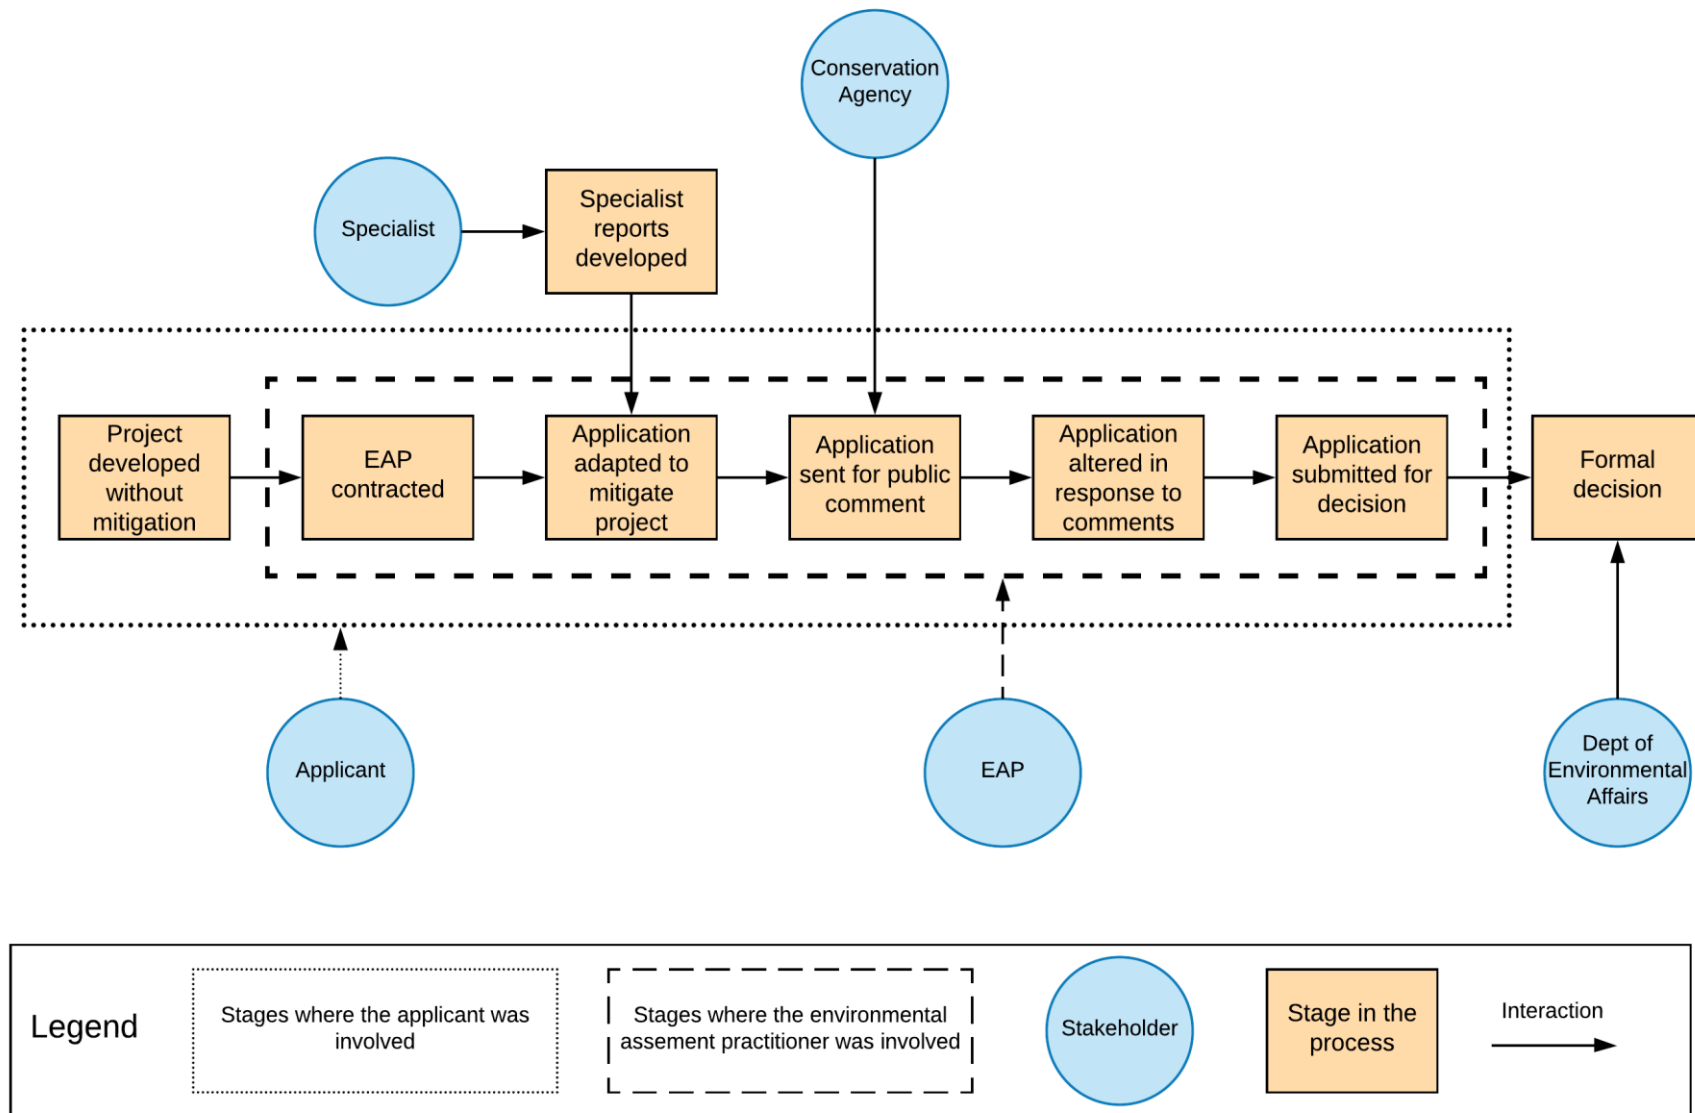 Conservation
Agency
Specialist
Specialist
reports
developed
Project
developed
without
mitigation
EAP
contracted
Application
adapted to
mitigate
project
Application
sent for public
comment
Application
altered in
response to
comments
Application
submitted for
decision
Formal
decision
Applicant
EAP
Dept of
Environmental
Affairs
Legend
Stages where the applicant was
involved
Stages where the environmental
assement practitioner was involved
Stakeholder
Stage in the
process
Interaction